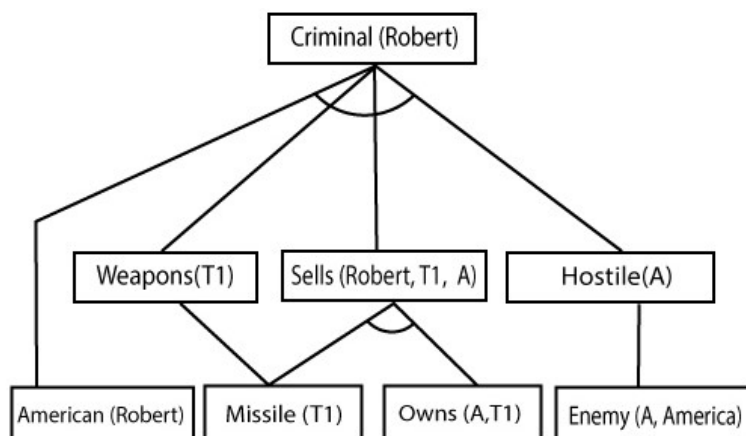 Criminal (Robert)
Weapons(T1)
Sells (Robert, T1, A)
Hostile(A)
American (Robert)
Missile (T1)
Owns (A,T1)
Enemy (A, America)